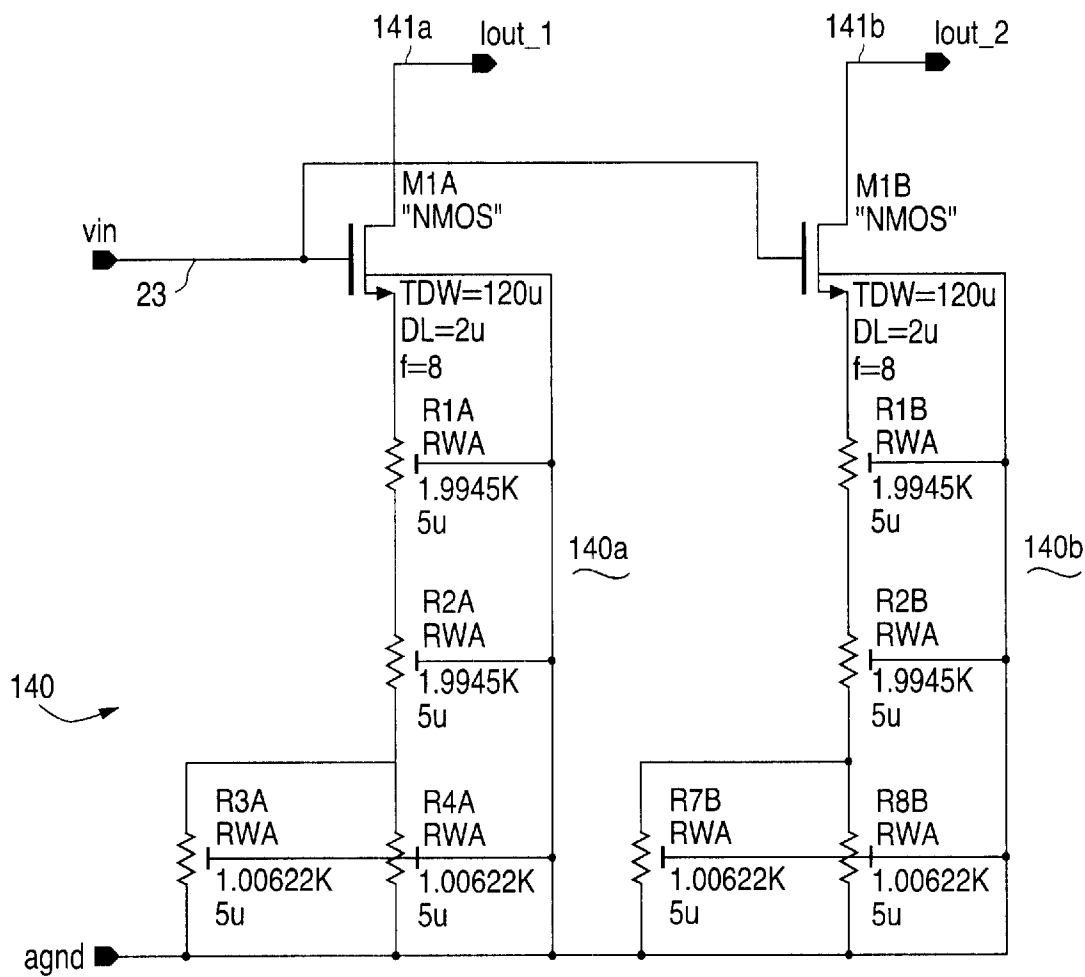 141a
Iout_1
141b
Iout_2
vin
23
M1A
"NMOS"
TDW=120u
DL=2u
f=8
M1B
"NMOS"
TDW=120u
DL=2u
f=8
R1A
RWA
1.9945K
5u
R1B
RWA
1.9945K
5u
140a
140b
R2A
RWA
1.9945K
5u
R2B
RWA
1.9945K
5u
140
R3A
RWA
1.00622K
5u
R4A
RWA
1.00622K
5u
R7B
RWA
1.00622K
5u
R8B
RWA
1.00622K
5u
agnd